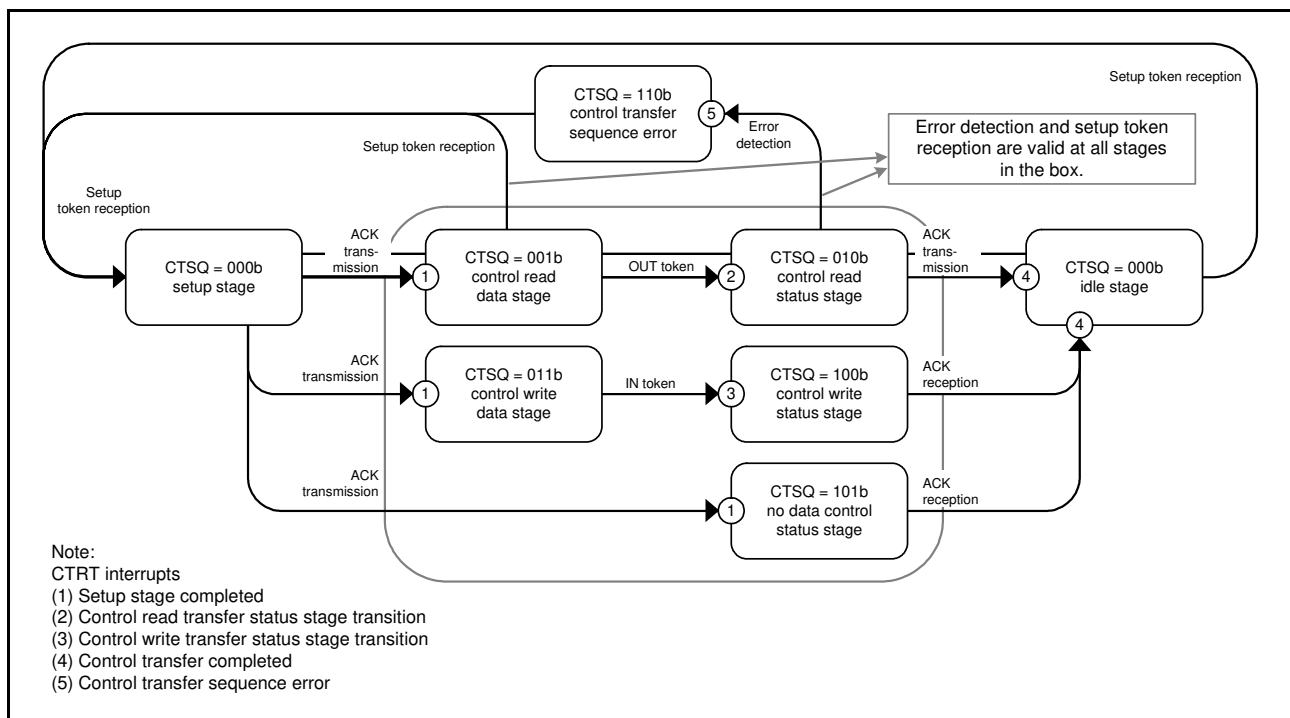 Setup token reception
CTSQ = 110b
control transfer
sequence error
5
Error
detection
Setup token reception
Error detection and setup token
reception are valid at all stages
in the box.
Setup
token reception
CTSQ = 000b
setup stage
ACK
trans-
mission
1
CTSQ = 001b
control read
data stage
OUT token
2
CTSQ = 010b
control read
status stage
ACK
trans-
mission
4
CTSQ = 000b
idle stage
4
ACK
transmission
1
CTSQ = 011b
control write
data stage
IN token
3
CTSQ = 100b
control write
status stage
ACK
reception
ACK
transmission
1
CTSQ = 101b
no data control
status stage
ACK
reception
Note:
CTRT interrupts
(1) Setup stage completed
(2) Control read transfer status stage transition
(3) Control write transfer status stage transition
(4) Control transfer completed
(5) Control transfer sequence error